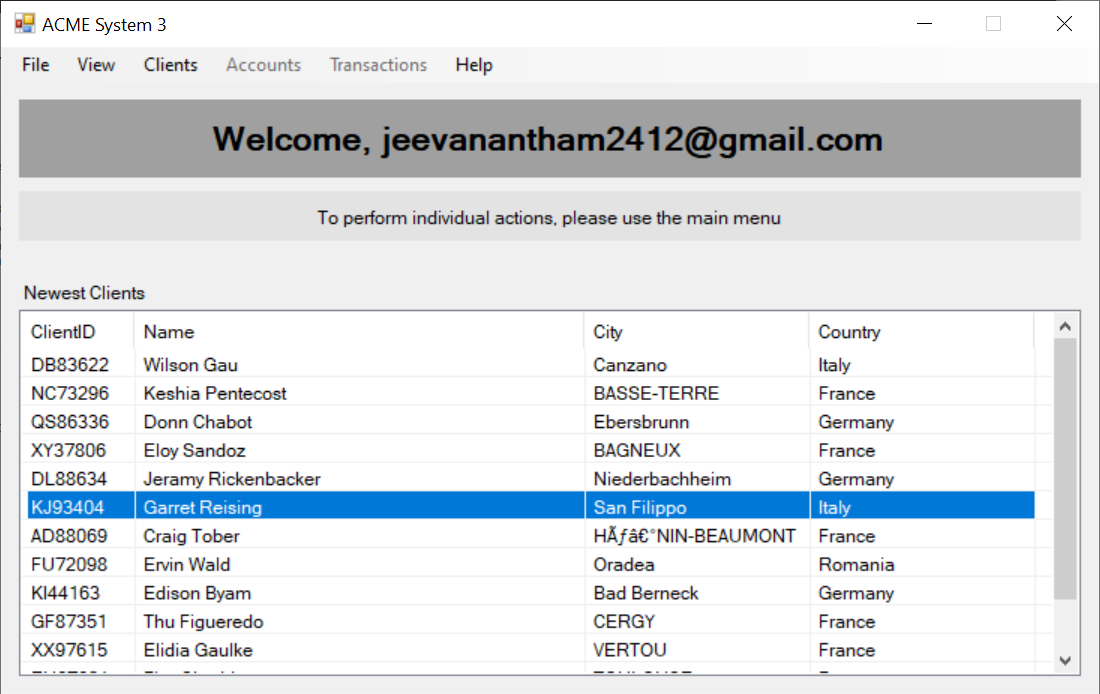 ACME System 3
File View Clients Accounts Transactions Help
Welcome, jeevanantham2412@gmail.com
To perform individual actions, please use the main menu
Newest Clients
ClientID Name City Country
DB83622 Wilson Gau Canzano Italy
NC73296 Keshia Pentecost BASSE-TERRE France
QS86336 Donn Chabot Ebersbrunn Germany
XY37806 Eloy Sandoz BAGNEUX France
DL88634 Jeramy Rickenbacker Niederbachheim Germany
KJ93404 Garret Reising San Filippo Italy
AD88069 Craig Tober HÃƒâ€°NIN-BEAUMONT France
FU72098 Ervin Wald Oradea Romania
KI44163 Edison Byam Bad Berneck Germany
GF87351 Thu Figueredo CERGY France
XX97615 Elidia Gaulke VERTOU France